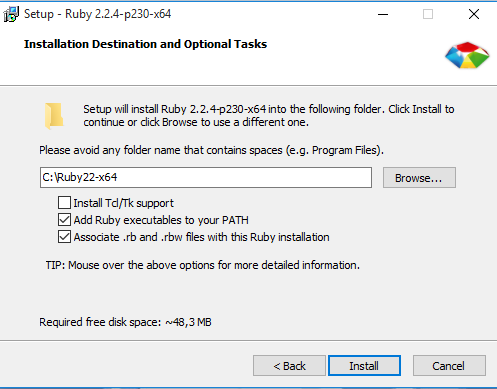 Setup - Ruby 2.2.4-p230-x64
Installation Destination and Optional Tasks
Setup will install Ruby 2.2.4-p230-x64 into the following folder. Click Install to
continue or click Browse to use a different one.
Please avoid any folder name that contains spaces (e.g. Program Files).
C:\Ruby22-x64
Browse...
Install Tcl/Tk support
Add Ruby executables to your PATH
Associate .rb and .rbw files with this Ruby installation
TIP: Mouse over the above options for more detailed information.
Required free disk space: ~48,3 MB
< Back
Install
Cancel